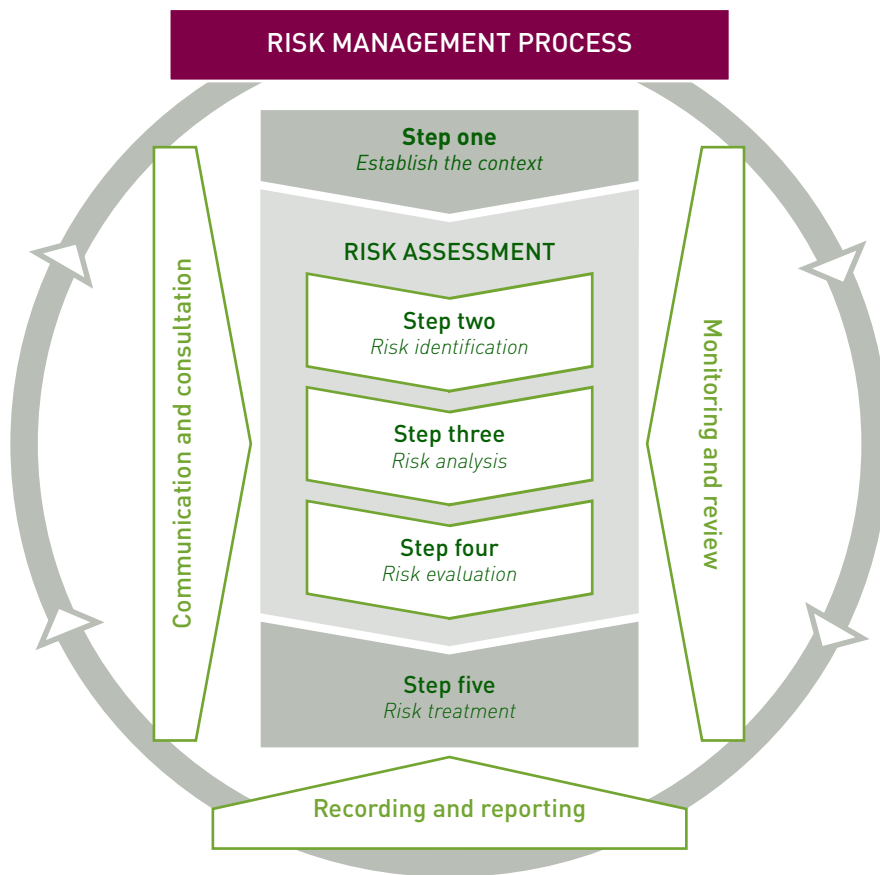 RISK MANAGEMENT PROCESS
Step one
Establish the context
RISK ASSESSMENT
Step two
Risk identification
Step three
Risk analysis
Step four
Risk evaluation
Step five
Risk treatment
Communication and consultation
Monitoring and review
Recording and reporting